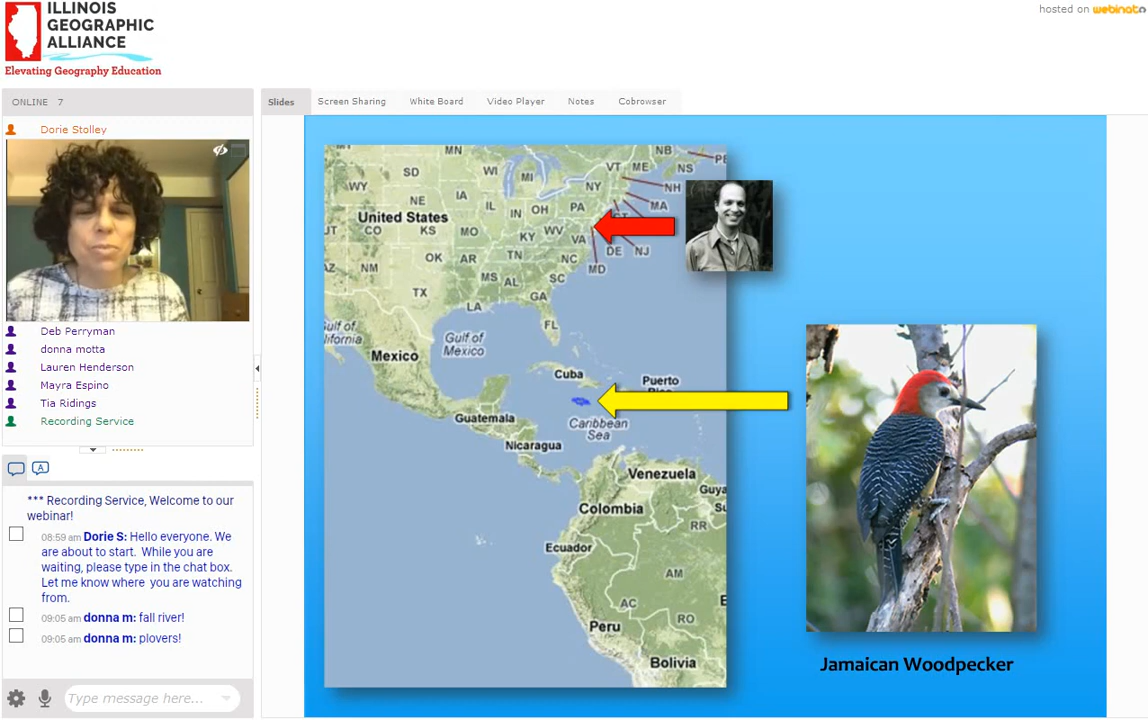 ILLINOIS
GEOGRAPHIC
ALLIANCE
Elevating Geography Education
hosted on webinato
ONLINE 7
Dorie Stolley
Deb Perryman
donna motta
Lauren Henderson
Mayra Espino
Tia Ridings
Recording Service
*** Recording Service, Welcome to our
webinar!
08:59 am Dorie S: Hello everyone. We
are about to start. While you are
waiting, please type in the chat box.
Let me know where you are watching
from.
09:05 am donna m: fall river!
09:05 am donna m: plovers!
Type message here...
Slides
Screen Sharing
White Board
Video Player
Notes
Cobrowser
MN
NB
PE
SD
WI
VT
ME
NS
WY
MI
NY
NH
NE
IA
IL
IN
OH
PA
MA
CT
United States
UT
CO
KS
MO
KY
WV
VA
DE
NJ
MD
AZ
NM
OK
AR
TN
NC
MS
AL
SC
TX
LA
GA
FL
Gulf of
California
Gulf of
Mexico
Mexico
Cuba
Puerto
Caribbean
Sea
Guatemala
Nicaragua
Venezuela
Colombia
RR
Ecuador
AM
AC
RO
Peru
Bolivia
Jamaican Woodpecker